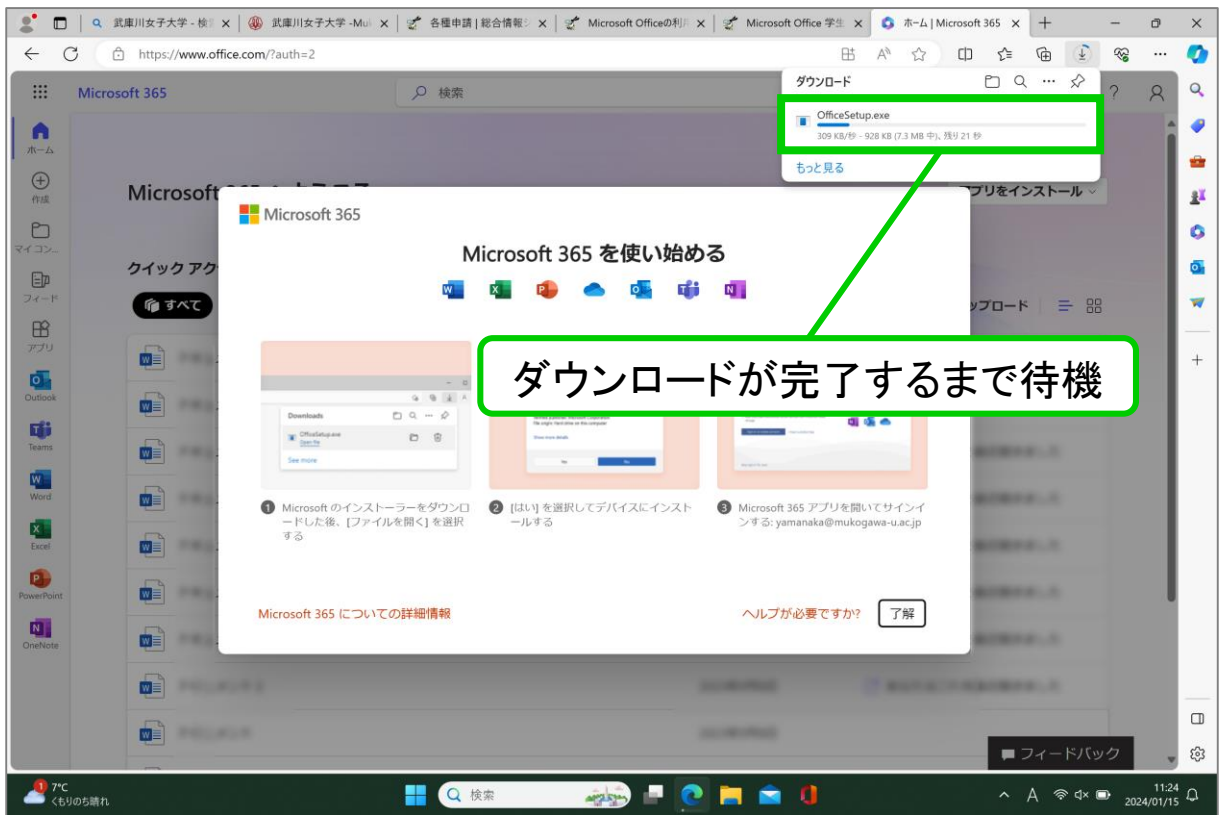 武庫川女子大学 - 検
武庫川女子大学 -Mu
各種申請 | 総合情報
Microsoft Officeの利
Microsoft Office 学生
ホーム | Microsoft 365
https://www.office.com/?auth=2
Microsoft 365
検索
ダウンロード
OfficeSetup.exe
309 KB/秒 - 928 KB (7.3 MB 中)、残り 21 秒
もっと見る
ホーム
作成
マイ コン...
フィード
アプリ
Outlook
Teams
Word
Excel
PowerPoint
OneNote
Microsoft
アプリをインストール
クイック アク
すべて
ップロード
Microsoft 365
Microsoft 365 を使い始める
ダウンロードが完了するまで待機
Downloads
OfficeSetup.exe
Open file
See more
Show more details
No
1 Microsoft のインストーラーをダウンロ
ードした後、[ファイルを開く] を選択
する
2 [はい] を選択してデバイスにインスト
ールする
3 Microsoft 365 アプリを開いてサインイ
ンする: yamanaka@mukogawa-u.ac.jp
Microsoft 365 についての詳細情報
ヘルプが必要ですか?
了解
フィードバック
1
7°C
くもりのち晴れ
検索
A
11:24
2024/01/15